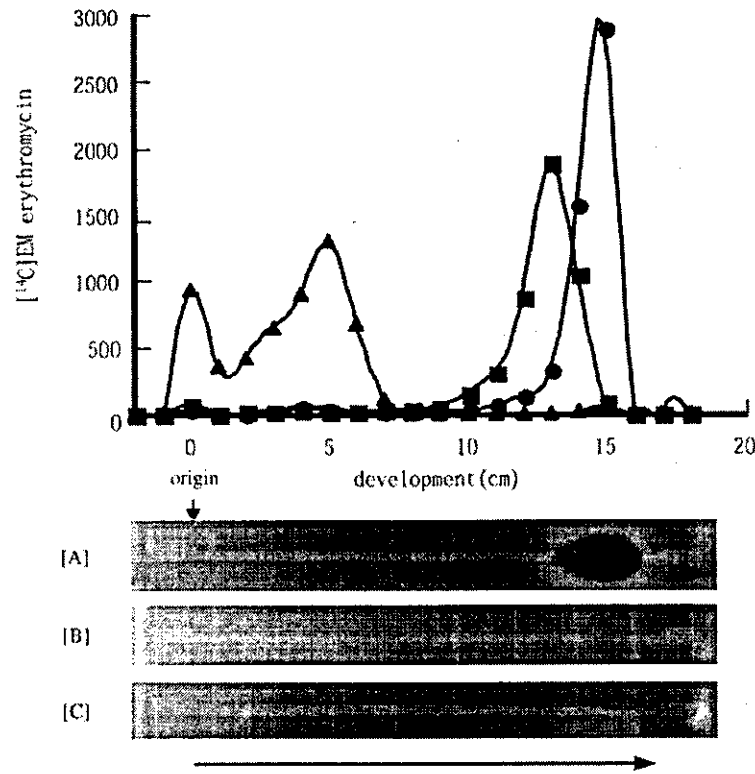 [¹⁴C]EM erythromycin
3000
2500
2000
1500
1000
500
0
0
5
10
15
20
origin
development(cm)
[A]
[B]
[C]